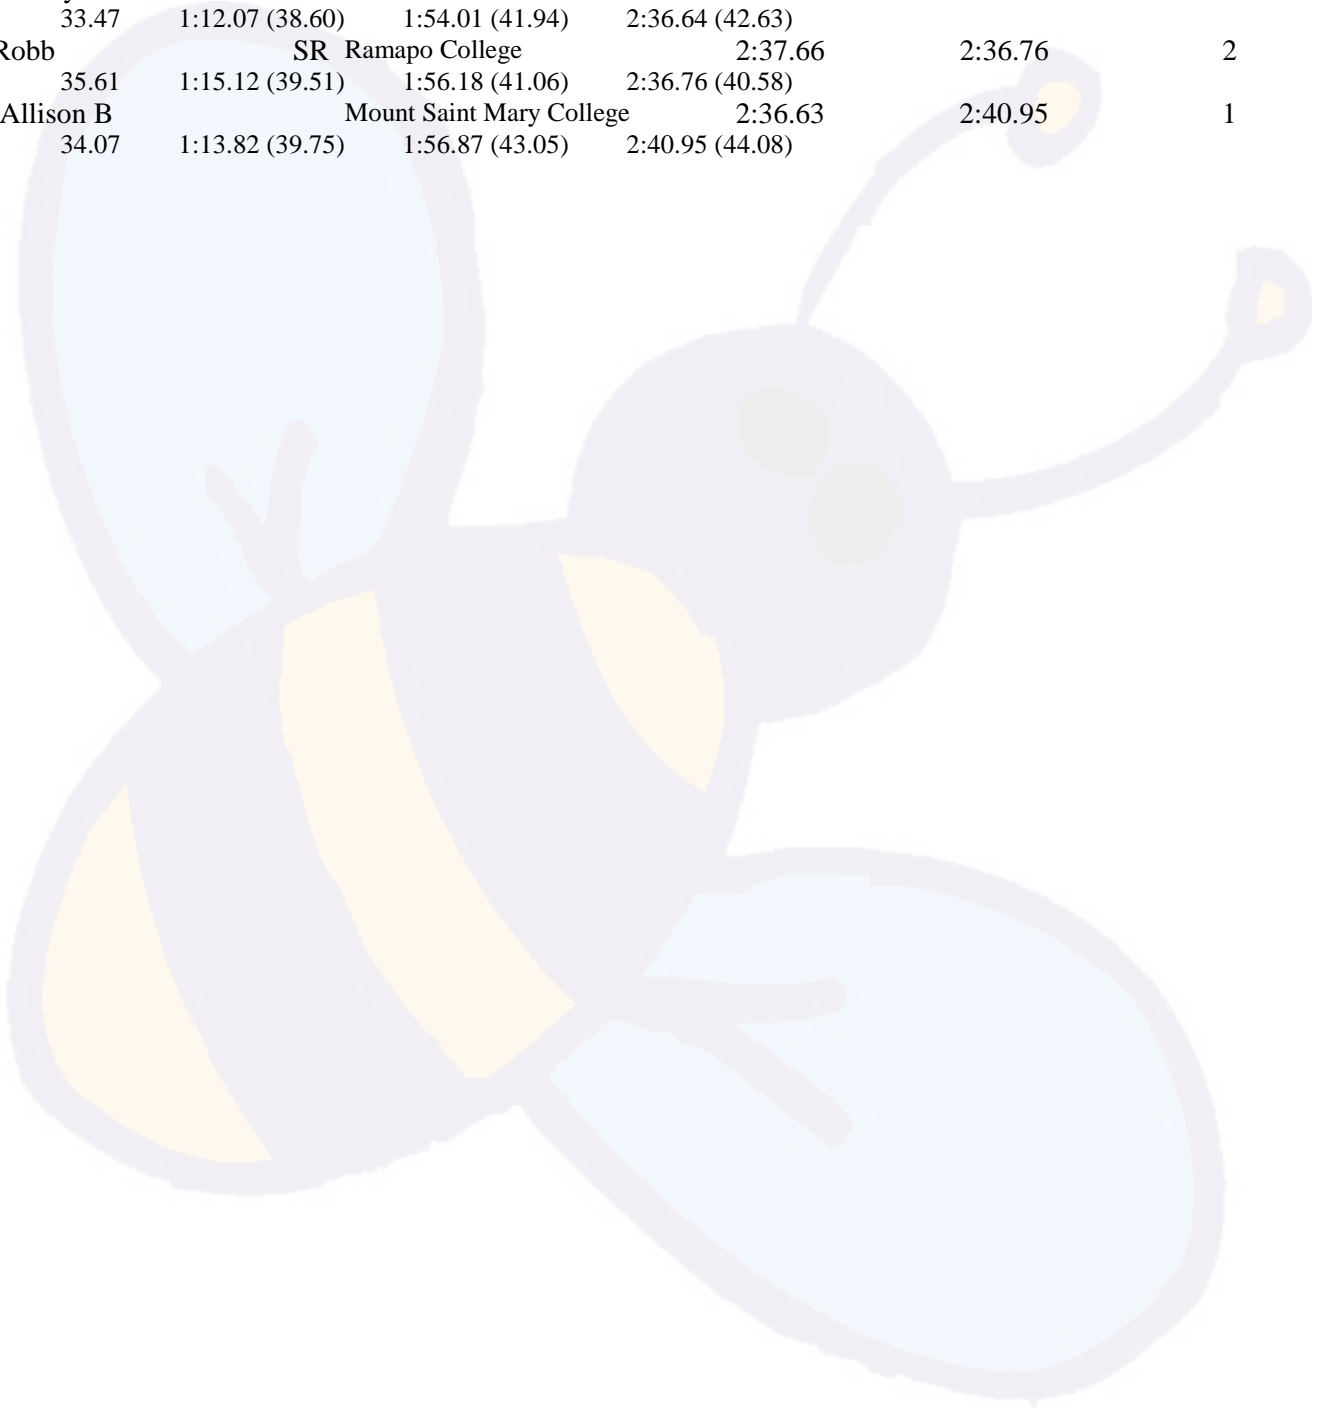 33.47 1:12.07 (38.60) 1:54.01 (41.94) 2:36.64 (42.63)
Robb SR Ramapo College 2:37.66 2:36.76 2
35.61 1:15.12 (39.51) 1:56.18 (41.06) 2:36.76 (40.58)
Allison B Mount Saint Mary College 2:36.63 2:40.95 1
34.07 1:13.82 (39.75) 1:56.87 (43.05) 2:40.95 (44.08)